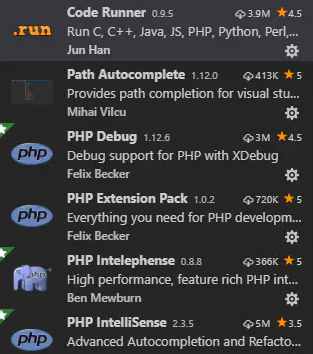 Code Runner 0.9.5 3.9M 4.5
.run Run C, C++, Java, JS, PHP, Python, Perl,...
Jun Han
Path Autocomplete 1.12.0 413K 5
Provides path completion for visual stu...
Mihai Vilcu
PHP Debug 1.12.6 3M 4.5
php Debug support for PHP with XDebug
Felix Becker
PHP Extension Pack 1.0.2 720K 5
php Everything you need for PHP developm...
Felix Becker
PHP Intelephense 0.8.8 366K 5
php High performance, feature rich PHP int...
Ben Mewburn
PHP IntelliSense 2.3.5 5M 3.5
php Advanced Autocompletion and Refacto...